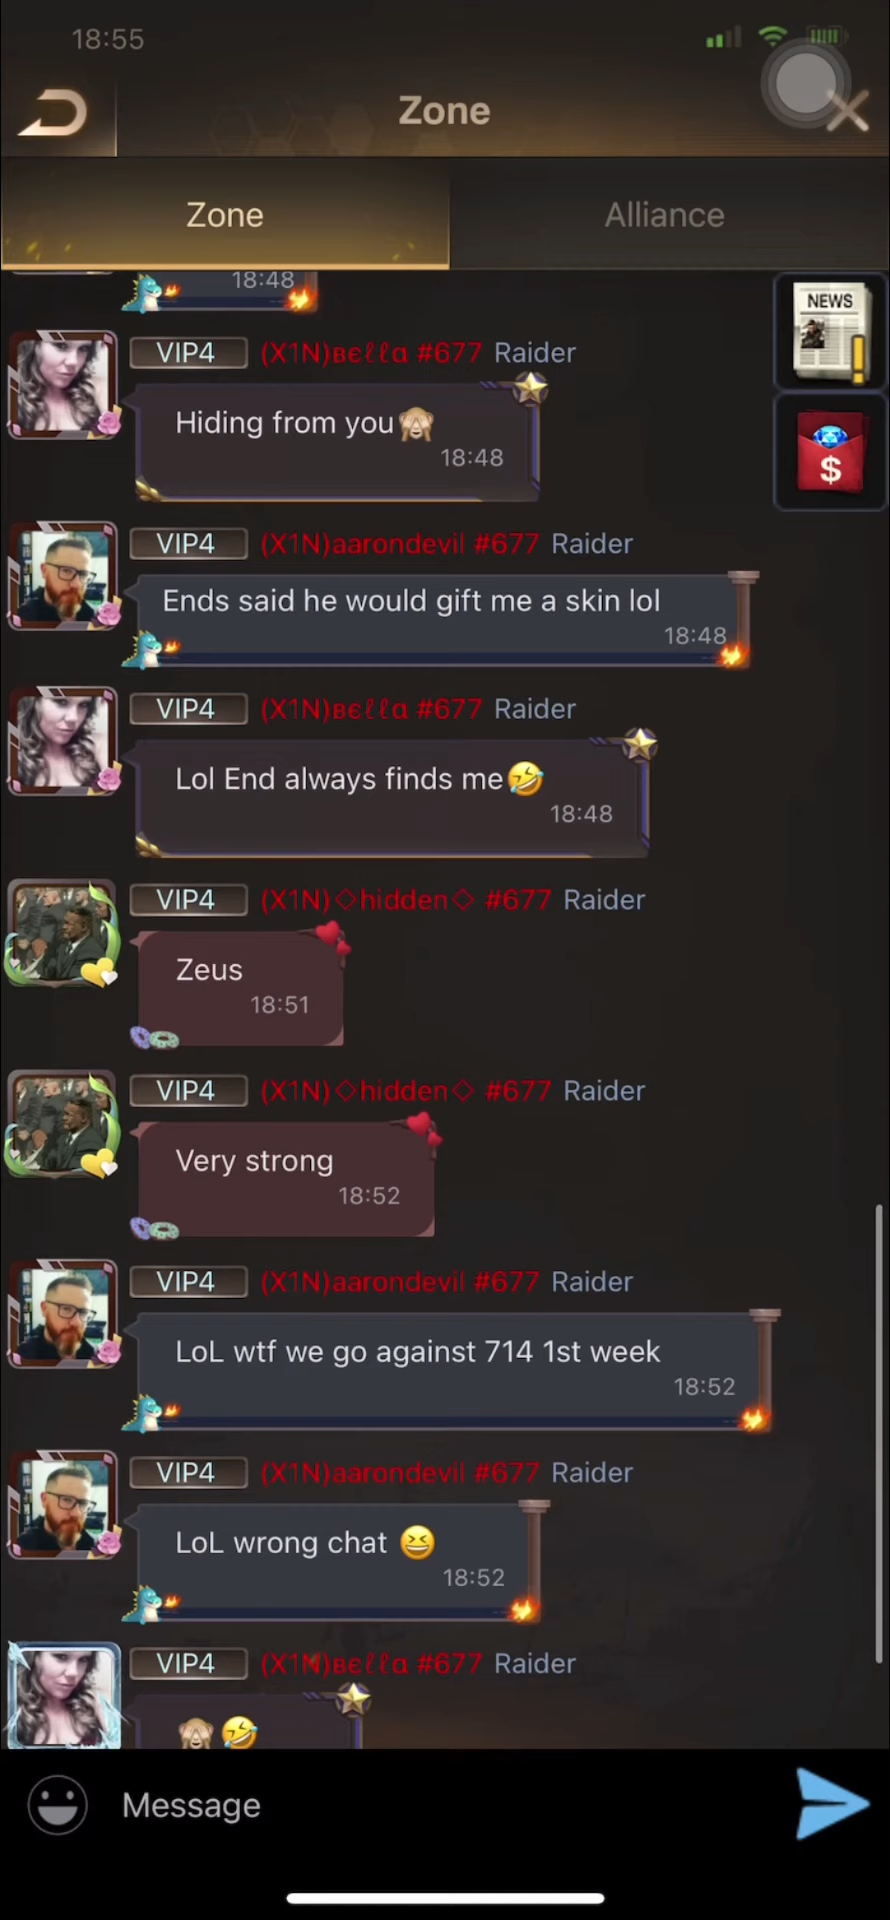 18:55
Zone
Zone
Alliance
18:48
NEWS
VIP4 (X1N)вєℓℓα #677 Raider
Hiding from you🙈
18:48
$
VIP4 (X1N)aarondevil #677 Raider
Ends said he would gift me a skin lol
18:48
VIP4 (X1N)вєℓℓα #677 Raider
Lol End always finds me🤣
18:48
VIP4 (X1N)◇hidden◇ #677 Raider
Zeus
18:51
VIP4 (X1N)◇hidden◇ #677 Raider
Very strong
18:52
VIP4 (X1N)aarondevil #677 Raider
LoL wtf we go against 714 1st week
18:52
VIP4 (X1N)aarondevil #677 Raider
LoL wrong chat 😆
18:52
VIP4 (X1N)вєℓℓα #677 Raider
🙈🤣
Message